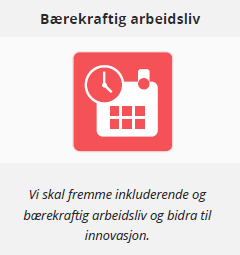 Bærekraftig arbeidsliv
Vi skal fremme inkluderende og
bærekraftig arbeidsliv og bidra til
innovasjon.